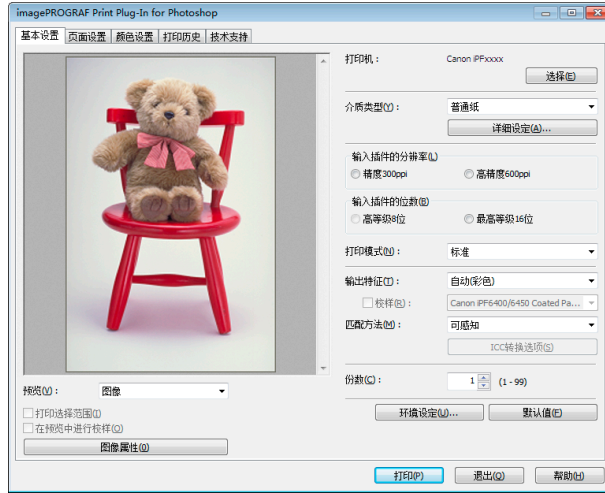 imagePROGRAF Print Plug-In for Photoshop
基本设置 页面设置 颜色设置 打印历史 技术支持
打印机： Canon iPFxxxx
选择(E)
介质类型(Y)： 普通纸
详细设定(A)...
输入插件的分辨率(L)
精度300ppi 高精度600ppi
输入插件的位数(B)
高等级8位 最高等级16位
打印模式(N)： 标准
输出特征(T)： 自动(彩色)
校样(R)： Canon iPF6400/6450 Coated Pa...
匹配方法(M)： 可感知
ICC转换选项(S)
份数(C)： 1 (1 - 99)
预览(V)： 图像
打印选择范围(I)
在预览中进行校样(O)
图像属性(0)
环境设定(U)... 默认值(F)
打印(P) 退出(Q) 帮助(H)